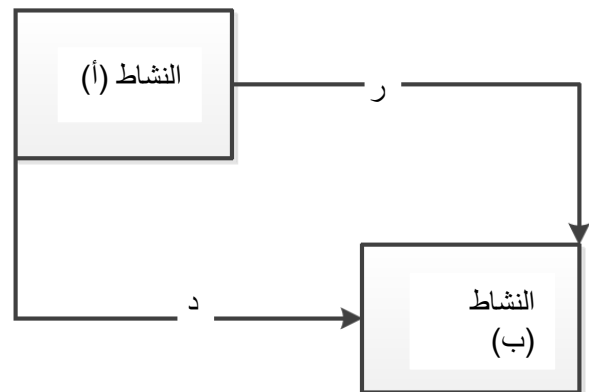 النشاط (أ)
ر
د
النشاط
(ب)